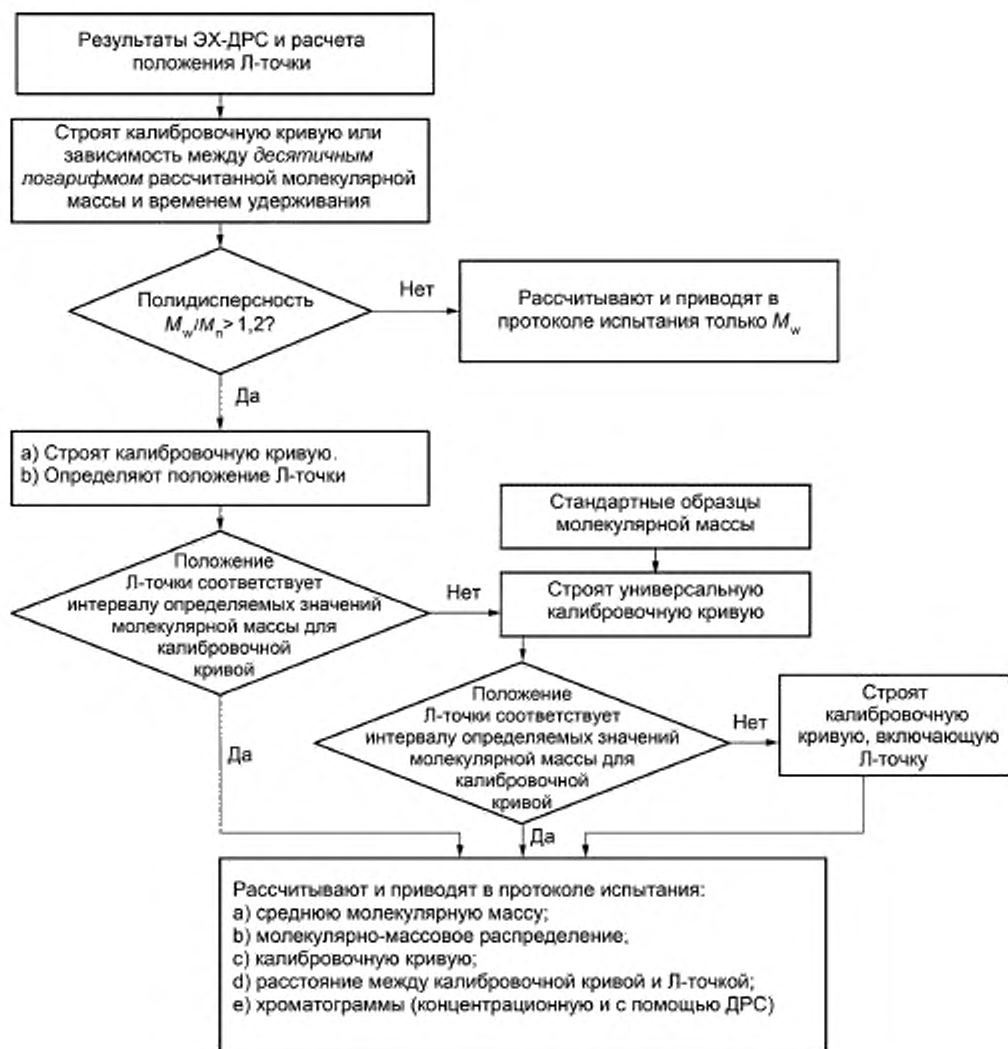 Результаты ЭХ-ДРС и расчета
положения Л-точки
Строят калибровочную кривую или
зависимость между десятичным
логарифмом рассчитанной молекулярной
массы и временем удерживания
Полидисперсность
Mw/Mn> 1,2?
Нет
Рассчитывают и приводят в
протоколе испытания только Mw
Да
a) Строят калибровочную кривую.
b) Определяют положение Л-точки
Стандартные образцы
молекулярной массы
Положение
Л-точки соответствует
интервалу определяемых значений
молекулярной массы для
калибровочной
кривой
Нет
Строят универсальную
калибровочную кривую
Да
Положение
Л-точки соответствует
интервалу определяемых значений
молекулярной массы для
калибровочной
кривой
Нет
Строят
калибровочную
кривую, включающую
Л-точку
Да
Рассчитывают и приводят в протоколе испытания:
a) среднюю молекулярную массу;
b) молекулярно-массовое распределение;
c) калибровочную кривую;
d) расстояние между калибровочной кривой и Л-точкой;
e) хроматограммы (концентрационную и с помощью ДРС)